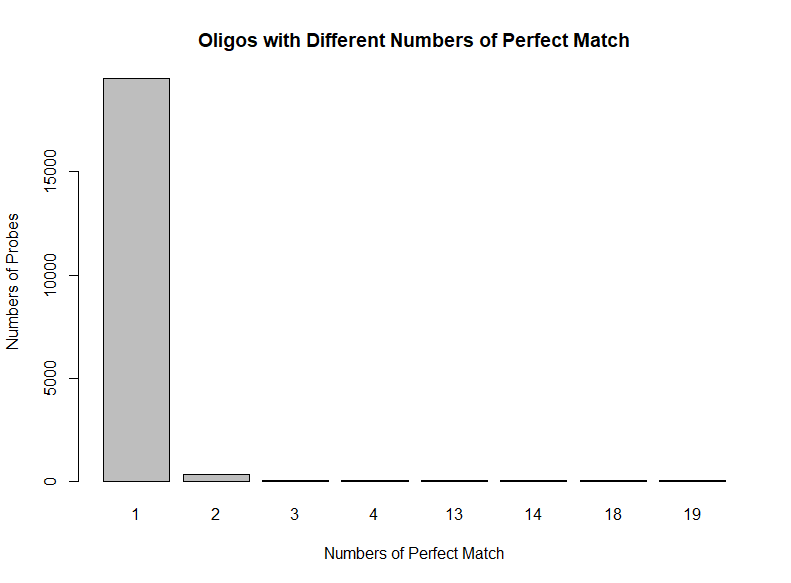 Oligos with Different Numbers of Perfect Match
Numbers of Probes
15000
10000
5000
0
1 2 3 4 13 14 18 19
Numbers of Perfect Match